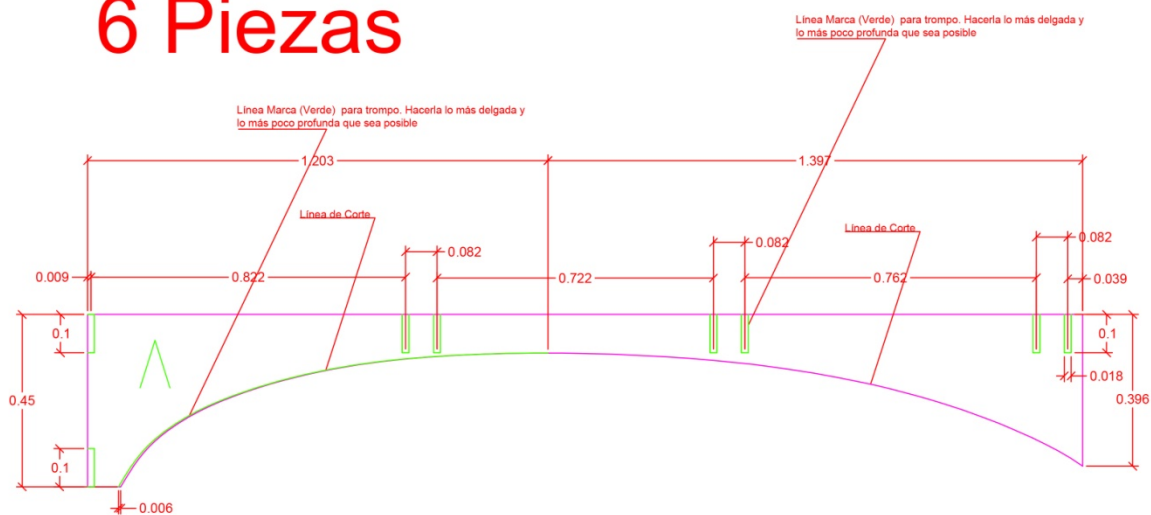 6 Piezas
Línea Marca (Verde) para trompo. Hacerla lo más delgada y
lo más poco profunda que sea posible
Línea Marca (Verde) para trompo. Hacerla lo más delgada y
lo más poco profunda que sea posible
1.203
1.397
Línea de Corte
Línea de Corte
0.082
0.082
0.082
0.009
0.822
0.722
0.762
0.039
0.1
0.1
0.018
0.45
0.396
0.1
0.006